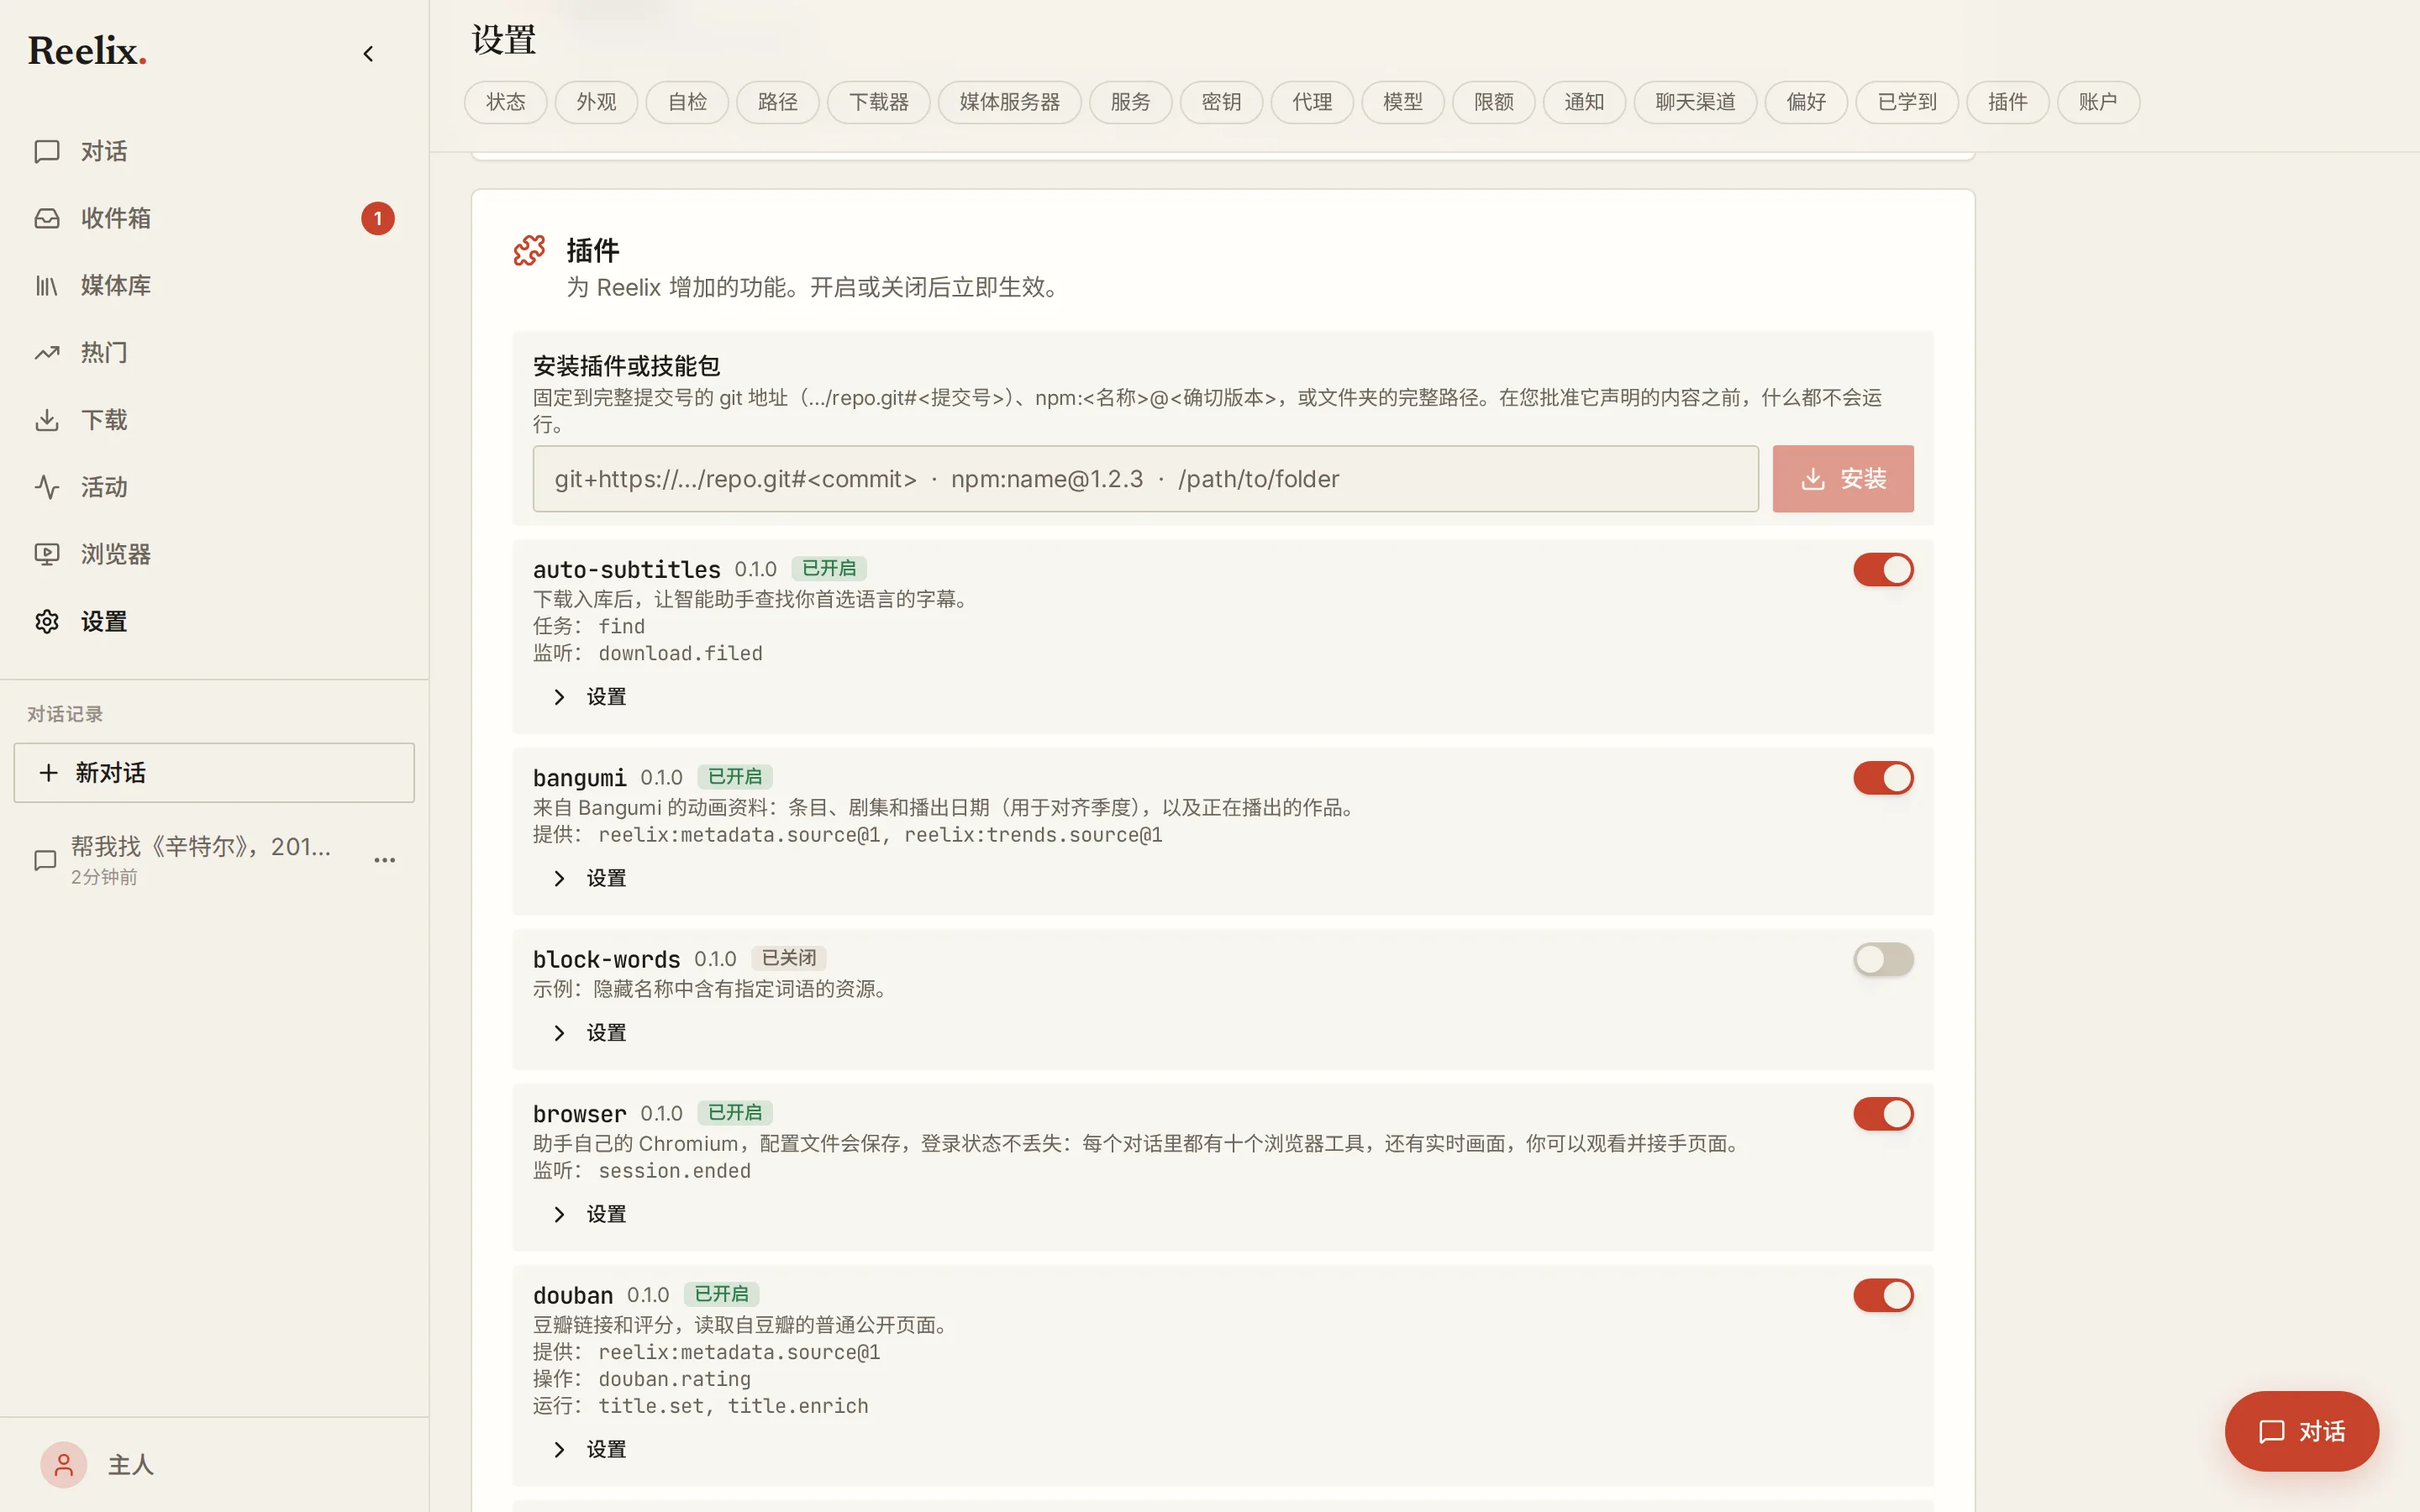 Reelix.
对话
收件箱
1
媒体库
热门
下载
活动
浏览器
设置
对话记录
新对话
帮我找《辛特尔》，201...
2分钟前
主人
设置
状态
外观
自检
路径
下载器
媒体服务器
服务
密钥
代理
模型
限额
通知
聊天渠道
偏好
已学到
插件
账户
插件
为 Reelix 增加的功能。开启或关闭后立即生效。
安装插件或技能包
固定到完整提交号的 git 地址（.../repo.git#<提交号>）、npm:<名称>@<确切版本>，或文件夹的完整路径。在您批准它声明的内容之前，什么都不会运
行。
git+https://.../repo.git#<commit> · npm:name@1.2.3 · /path/to/folder
安装
auto-subtitles 0.1.0 已开启
下载入库后，让智能助手查找你首选语言的字幕。
任务： find
监听： download.filed
设置
bangumi 0.1.0 已开启
来自 Bangumi 的动画资料：条目、剧集和播出日期（用于对齐季度），以及正在播出的作品。
提供： reelix:metadata.source@1, reelix:trends.source@1
设置
block-words 0.1.0 已关闭
示例：隐藏名称中含有指定词语的资源。
设置
browser 0.1.0 已开启
助手自己的 Chromium，配置文件会保存，登录状态不丢失：每个对话里都有十个浏览器工具，还有实时画面，你可以观看并接手页面。
监听： session.ended
设置
douban 0.1.0 已开启
豆瓣链接和评分，读取自豆瓣的普通公开页面。
提供： reelix:metadata.source@1
操作： douban.rating
运行： title.set, title.enrich
设置
对话